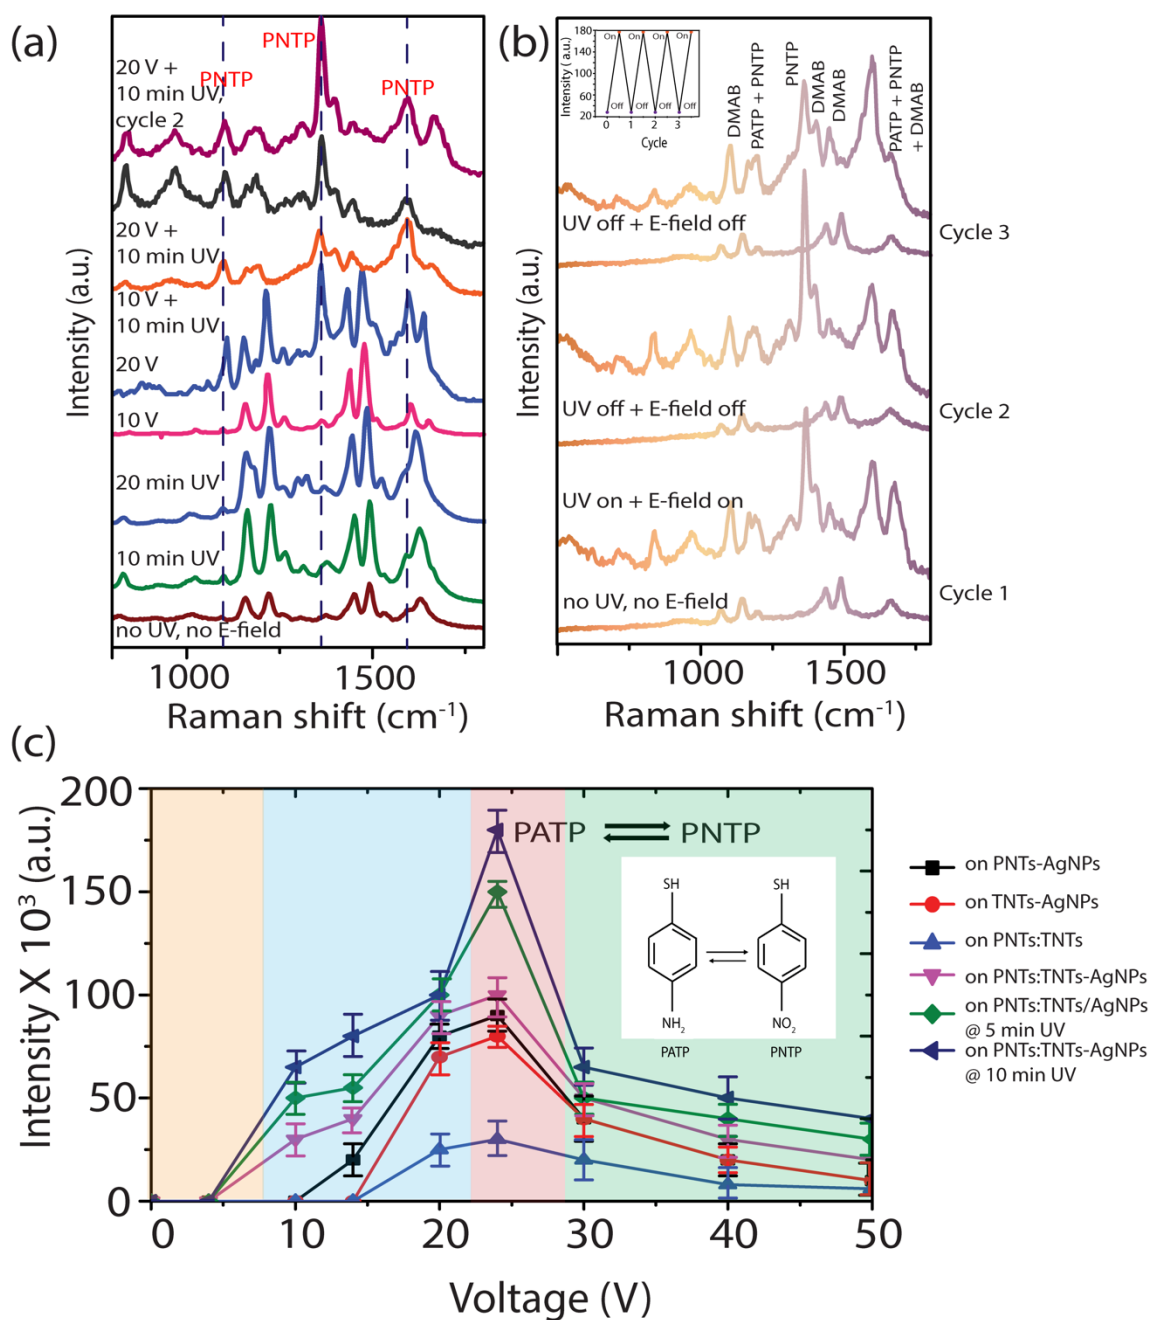 (a)
20 V +
10 min UV,
cycle 2
PNTP
PNTP
PNTP
20 V +
10 min UV
10 V +
10 min UV
20 V
10 V
20 min UV
10 min UV
no UV, no E-field
Intensity (a.u.)
1000
1500
Raman shift (cm⁻¹)
(b)
Intensity ( a.u.)
180
160
120
80
40
20
On
On
On
On
Off
Off
Off
Off
0
1
2
3
Cycle
DMAB
PATP + PNTP
PNTP
DMAB
DMAB
PATP + PNTP
+ DMAB
UV off + E-field off
Cycle 3
UV off + E-field off
Cycle 2
UV on + E-field on
no UV, no E-field
Cycle 1
Intensity (a.u.)
1000
1500
Raman shift (cm⁻¹)
(c)
Intensity X 10³ (a.u.)
200
150
100
50
0
PATP
PNTP
SH
SH
NH₂
NO₂
PATP
PNTP
0
10
20
30
40
50
Voltage (V)
on PNTs-AgNPs
on TNTs-AgNPs
on PNTs:TNTs
on PNTs:TNTs-AgNPs
on PNTs:TNTs/AgNPs
@ 5 min UV
on PNTs:TNTs-AgNPs
@ 10 min UV